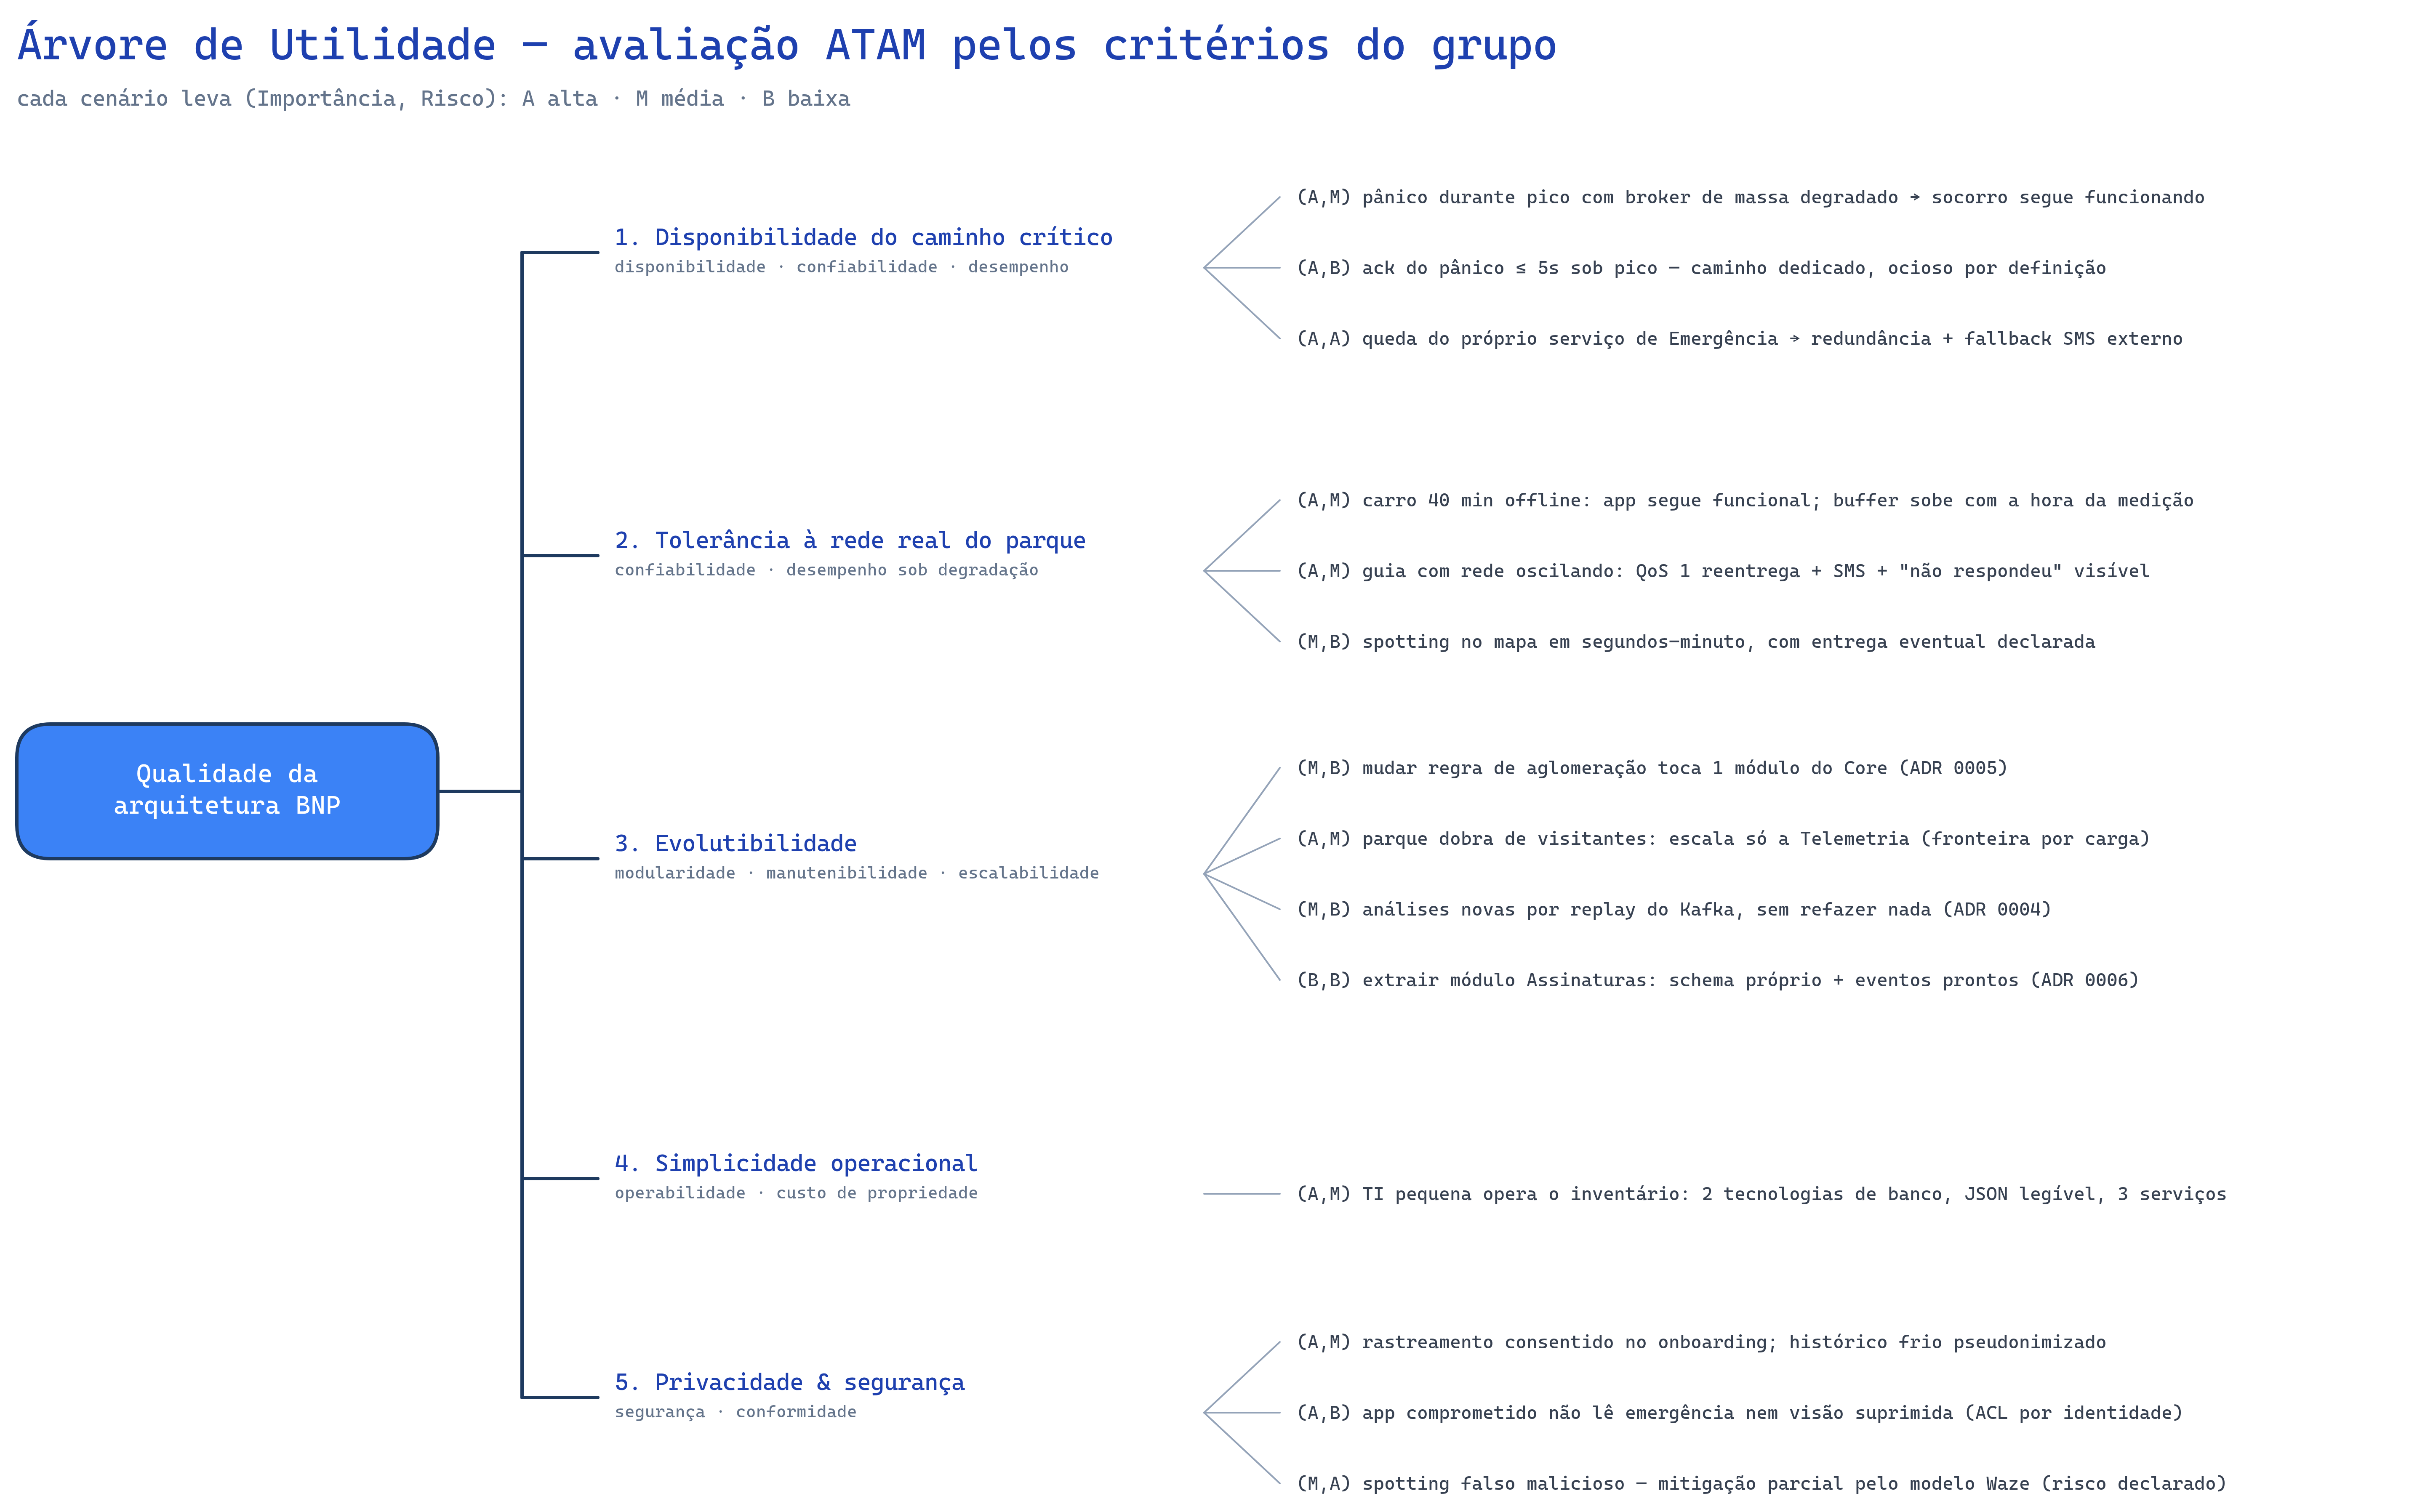 Árvore de Utilidade — avaliação ATAM pelos critérios do grupo
cada cenário leva (Importância, Risco): A alta · M média · B baixa
Qualidade da
arquitetura BNP
1. Disponibilidade do caminho crítico
disponibilidade · confiabilidade · desempenho
(A,M) pânico durante pico com broker de massa degradado → socorro segue funcionando
(A,B) ack do pânico ≤ 5s sob pico — caminho dedicado, ocioso por definição
(A,A) queda do próprio serviço de Emergência → redundância + fallback SMS externo
2. Tolerância à rede real do parque
confiabilidade · desempenho sob degradação
(A,M) carro 40 min offline: app segue funcional; buffer sobe com a hora da medição
(A,M) guia com rede oscilando: QoS 1 reentrega + SMS + "não respondeu" visível
(M,B) spotting no mapa em segundos–minuto, com entrega eventual declarada
3. Evolutibilidade
modularidade · manutenibilidade · escalabilidade
(M,B) mudar regra de aglomeração toca 1 módulo do Core (ADR 0005)
(A,M) parque dobra de visitantes: escala só a Telemetria (fronteira por carga)
(M,B) análises novas por replay do Kafka, sem refazer nada (ADR 0004)
(B,B) extrair módulo Assinaturas: schema próprio + eventos prontos (ADR 0006)
4. Simplicidade operacional
operabilidade · custo de propriedade
(A,M) TI pequena opera o inventário: 2 tecnologias de banco, JSON legível, 3 serviços
5. Privacidade & segurança
segurança · conformidade
(A,M) rastreamento consentido no onboarding; histórico frio pseudonimizado
(A,B) app comprometido não lê emergência nem visão suprimida (ACL por identidade)
(M,A) spotting falso malicioso — mitigação parcial pelo modelo Waze (risco declarado)